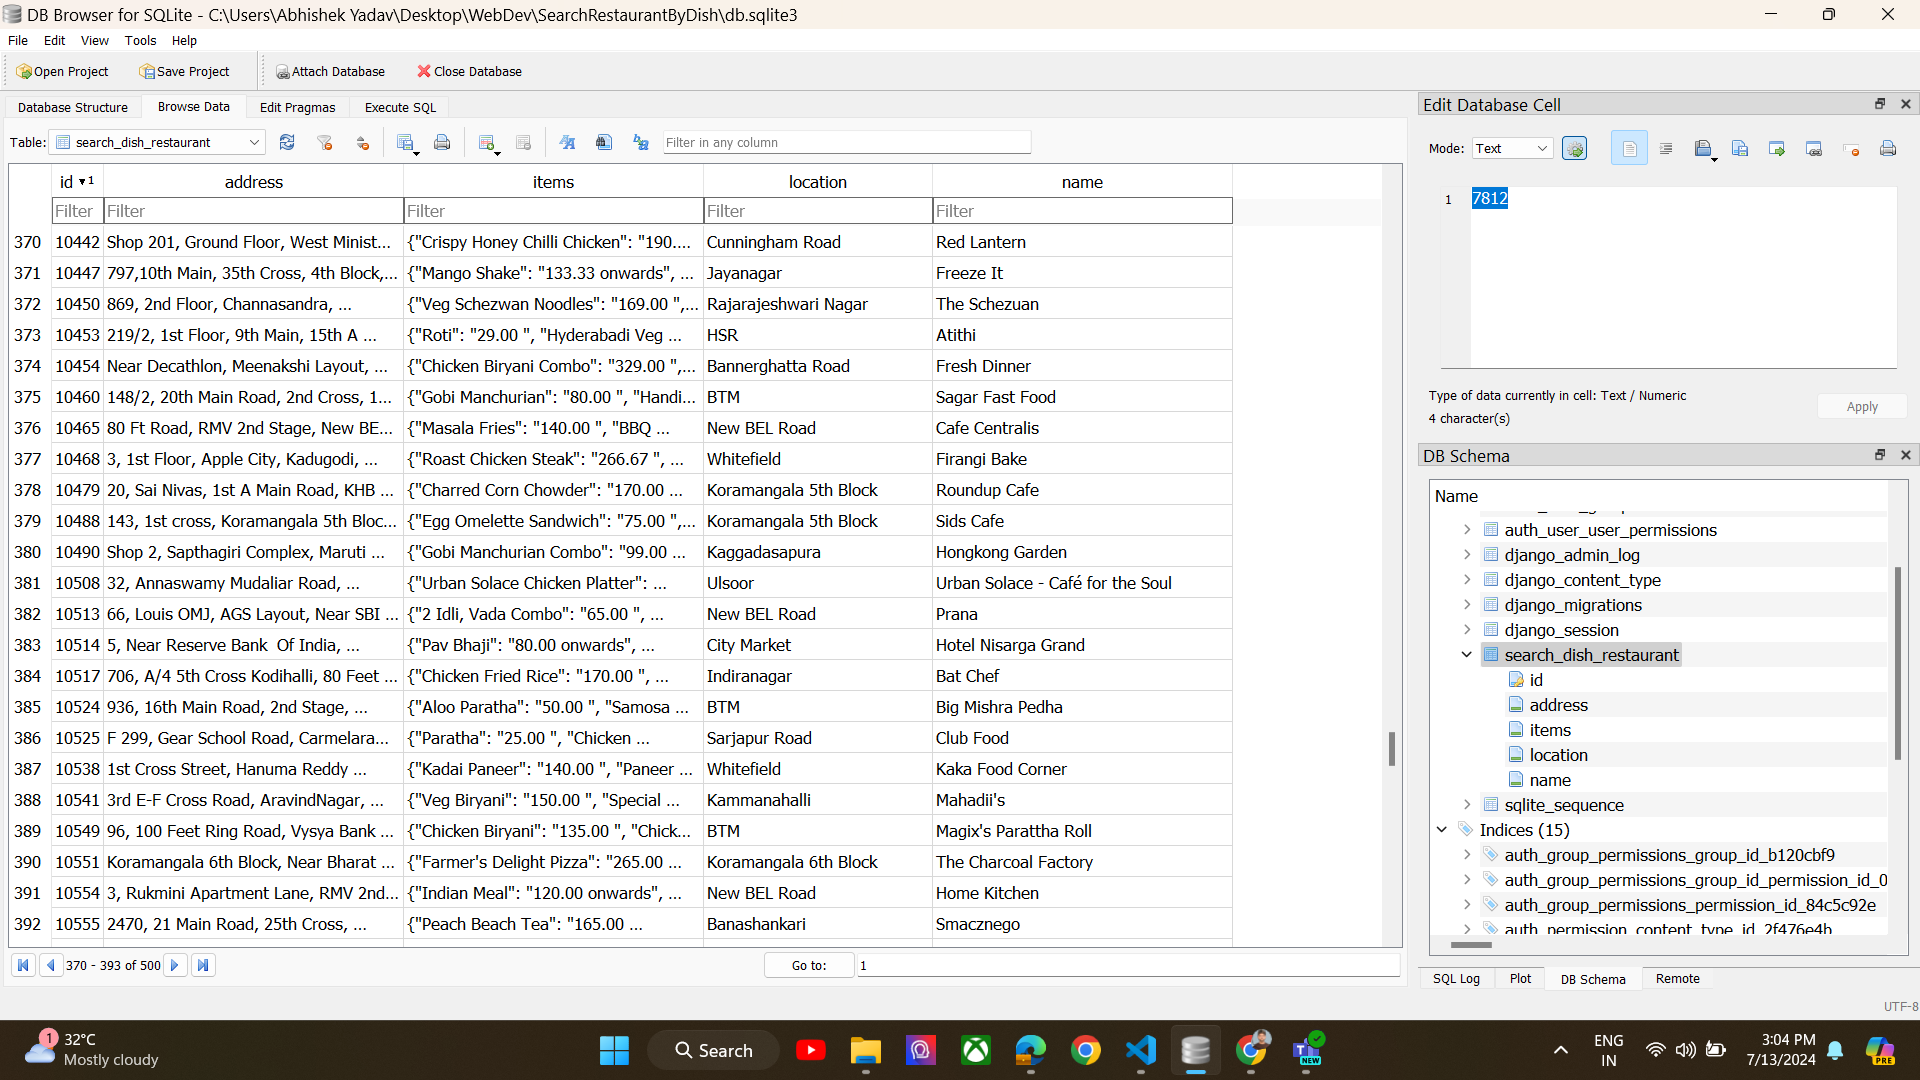 DB Browser for SQLite - C:\Users\Abhishek Yadav\Desktop\WebDev\SearchRestaurantByDish\db.sqlite3
File Edit View Tools Help
Open Project Save Project Attach Database Close Database
Database Structure Browse Data Edit Pragmas Execute SQL
Table: search_dish_restaurant Filter in any column
id 1 address items location name
Filter Filter Filter Filter Filter
370 10442 Shop 201, Ground Floor, West Minist... {"Crispy Honey Chilli Chicken": "190.... Cunningham Road Red Lantern
371 10447 797,10th Main, 35th Cross, 4th Block,... {"Mango Shake": "133.33 onwards", ... Jayanagar Freeze It
372 10450 869, 2nd Floor, Channasandra, ... {"Veg Schezwan Noodles": "169.00 ",... Rajarajeshwari Nagar The Schezuan
373 10453 219/2, 1st Floor, 9th Main, 15th A ... {"Roti": "29.00 ", "Hyderabadi Veg ... HSR Atithi
374 10454 Near Decathlon, Meenakshi Layout, ... {"Chicken Biryani Combo": "329.00 ",... Bannerghatta Road Fresh Dinner
375 10460 148/2, 20th Main Road, 2nd Cross, 1... {"Gobi Manchurian": "80.00 ", "Handi... BTM Sagar Fast Food
376 10465 80 Ft Road, RMV 2nd Stage, New BE... {"Masala Fries": "140.00 ", "BBQ ... New BEL Road Cafe Centralis
377 10468 3, 1st Floor, Apple City, Kadugodi, ... {"Roast Chicken Steak": "266.67 ", ... Whitefield Firangi Bake
378 10479 20, Sai Nivas, 1st A Main Road, KHB ... {"Charred Corn Chowder": "170.00 ... Koramangala 5th Block Roundup Cafe
379 10488 143, 1st cross, Koramangala 5th Bloc... {"Egg Omelette Sandwich": "75.00 ",... Koramangala 5th Block Sids Cafe
380 10490 Shop 2, Sapthagiri Complex, Maruti ... {"Gobi Manchurian Combo": "99.00 ... Kaggadasapura Hongkong Garden
381 10508 32, Annaswamy Mudaliar Road, ... {"Urban Solace Chicken Platter": ... Ulsoor Urban Solace - Café for the Soul
382 10513 66, Louis OMJ, AGS Layout, Near SBI ... {"2 Idli, Vada Combo": "65.00 ", ... New BEL Road Prana
383 10514 5, Near Reserve Bank Of India, ... {"Pav Bhaji": "80.00 onwards", ... City Market Hotel Nisarga Grand
384 10517 706, A/4 5th Cross Kodihalli, 80 Feet ... {"Chicken Fried Rice": "170.00 ", ... Indiranagar Bat Chef
385 10524 936, 16th Main Road, 2nd Stage, ... {"Aloo Paratha": "50.00 ", "Samosa ... BTM Big Mishra Pedha
386 10525 F 299, Gear School Road, Carmelara... {"Paratha": "25.00 ", "Chicken ... Sarjapur Road Club Food
387 10538 1st Cross Street, Hanuma Reddy ... {"Kadai Paneer": "140.00 ", "Paneer ... Whitefield Kaka Food Corner
388 10541 3rd E-F Cross Road, AravindNagar, ... {"Veg Biryani": "150.00 ", "Special ... Kammanahalli Mahadii's
389 10549 96, 100 Feet Ring Road, Vysya Bank ... {"Chicken Biryani": "135.00 ", "Chick... BTM Magix's Parattha Roll
390 10551 Koramangala 6th Block, Near Bharat ... {"Farmer's Delight Pizza": "265.00 ... Koramangala 6th Block The Charcoal Factory
391 10554 3, Rukmini Apartment Lane, RMV 2nd... {"Indian Meal": "120.00 onwards", ... New BEL Road Home Kitchen
392 10555 2470, 21 Main Road, 25th Cross, ... {"Peach Beach Tea": "165.00 ... Banashankari Smacznego
370 - 393 of 500 Go to: 1
Edit Database Cell
Mode: Text
1 7812
Type of data currently in cell: Text / Numeric
4 character(s)
Apply
DB Schema
Name
auth_user_user_permissions
django_admin_log
django_content_type
django_migrations
django_session
search_dish_restaurant
id
address
items
location
name
sqlite_sequence
Indices (15)
auth_group_permissions_group_id_b120cbf9
auth_group_permissions_group_id_permission_id_0
auth_group_permissions_permission_id_84c5c92e
auth_permission_content_type_id_2f476e4b
SQL Log Plot DB Schema Remote
UTF-8
1 32°C
Mostly cloudy
Search
NEW
ENG
IN
3:04 PM
7/13/2024
PRE